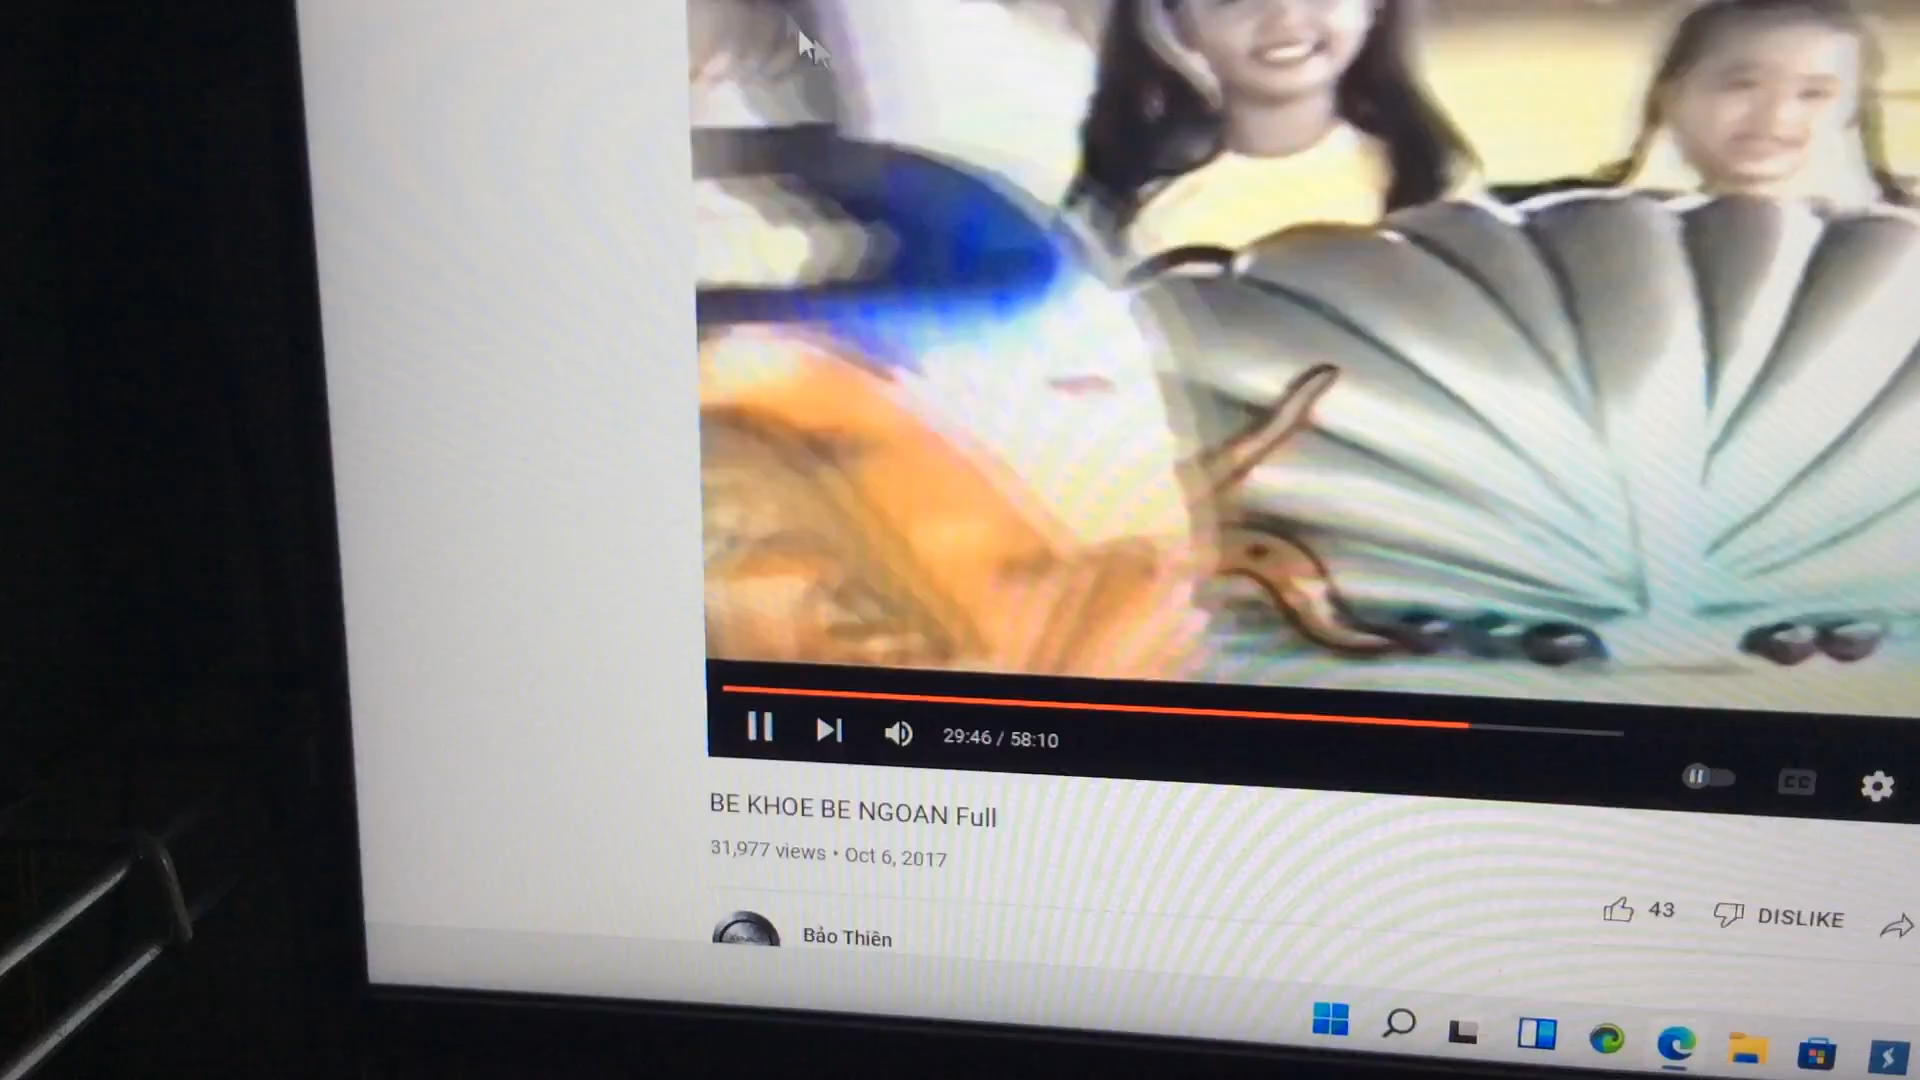 29:46 / 58:10
CC
BE KHOE BE NGOAN Full
31,977 views • Oct 6, 2017
43 DISLIKE
Bảo Thiên